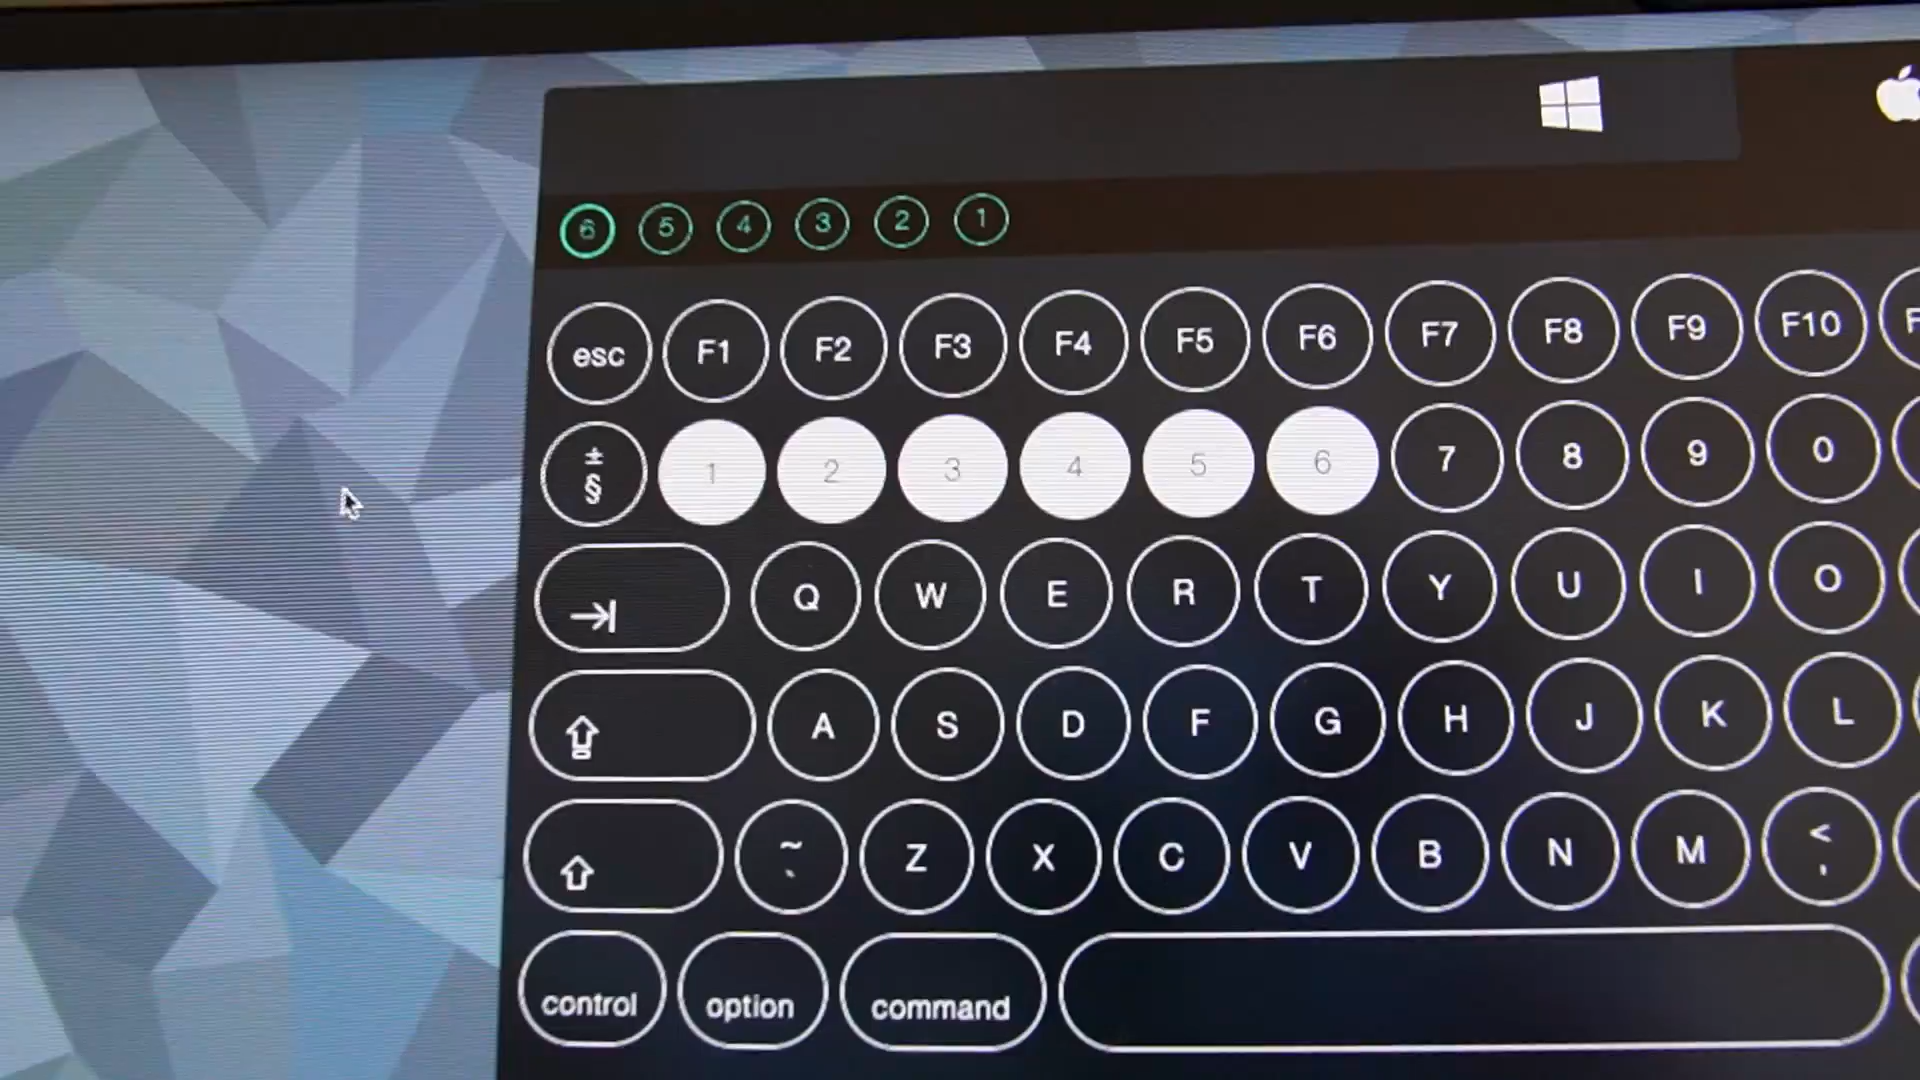 6 5 4 3 2 1
esc F1 F2 F3 F4 F5 F6 F7 F8 F9 F10 F
±
§ 1 2 3 4 5 6 7 8 9 0
Q W E R T Y U I O
A S D F G H J K L
~
` Z X C V B N M <
,
control option command